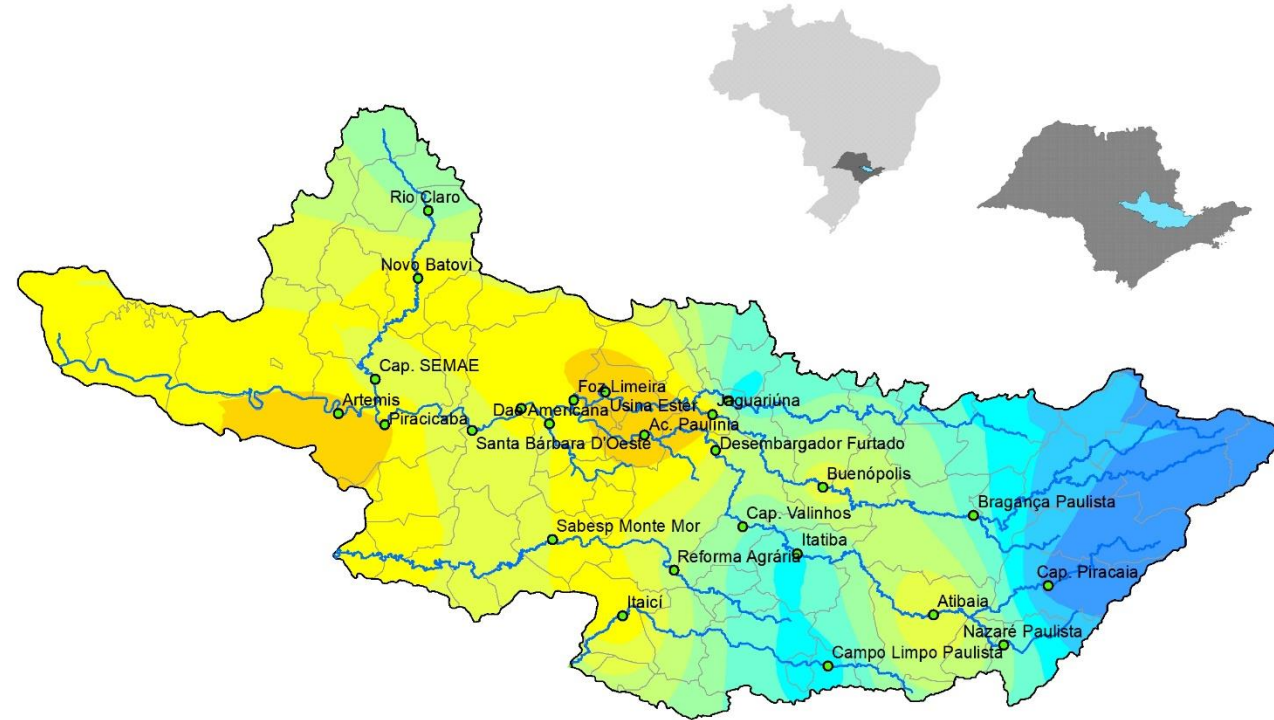 Rio Claro
Novo Batovi
Cap. SEMAE
Foz Limeira
Artemis
Dae Americana
Usina Ester
Jaguariúna
Piracicaba
Ac. Paulínia
Santa Bárbara D'Oeste
Desembargador Furtado
Buenópolis
Bragança Paulista
Cap. Valinhos
Sabesp Monte Mor
Itatiba
Reforma Agrária
Cap. Piracaia
Itaicí
Atibaia
Nazaré Paulista
Campo Limpo Paulista